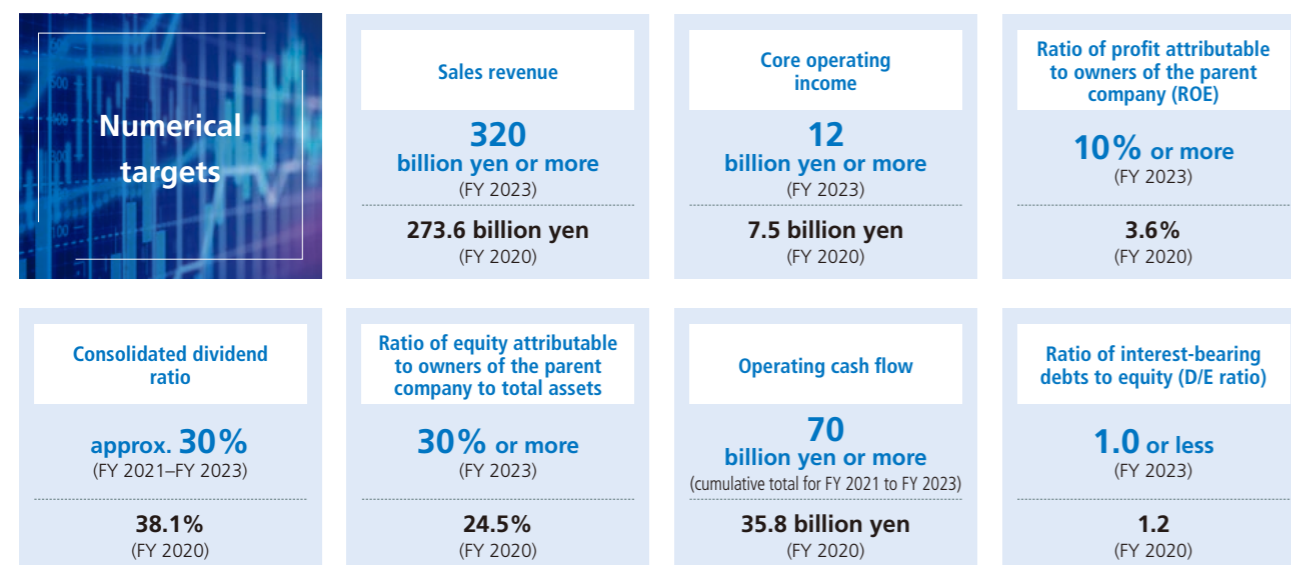 Numerical
targets
Sales revenue
320
billion yen or more
(FY 2023)
273.6 billion yen
(FY 2020)
Core operating
income
12
billion yen or more
(FY 2023)
7.5 billion yen
(FY 2020)
Ratio of profit attributable
to owners of the parent
company (ROE)
10% or more
(FY 2023)
3.6%
(FY 2020)
Consolidated dividend
ratio
approx. 30%
(FY 2021–FY 2023)
38.1%
(FY 2020)
Ratio of equity attributable
to owners of the parent
company to total assets
30% or more
(FY 2023)
24.5%
(FY 2020)
Operating cash flow
70
billion yen or more
(cumulative total for FY 2021 to FY 2023)
35.8 billion yen
(FY 2020)
Ratio of interest-bearing
debts to equity (D/E ratio)
1.0 or less
(FY 2023)
1.2
(FY 2020)